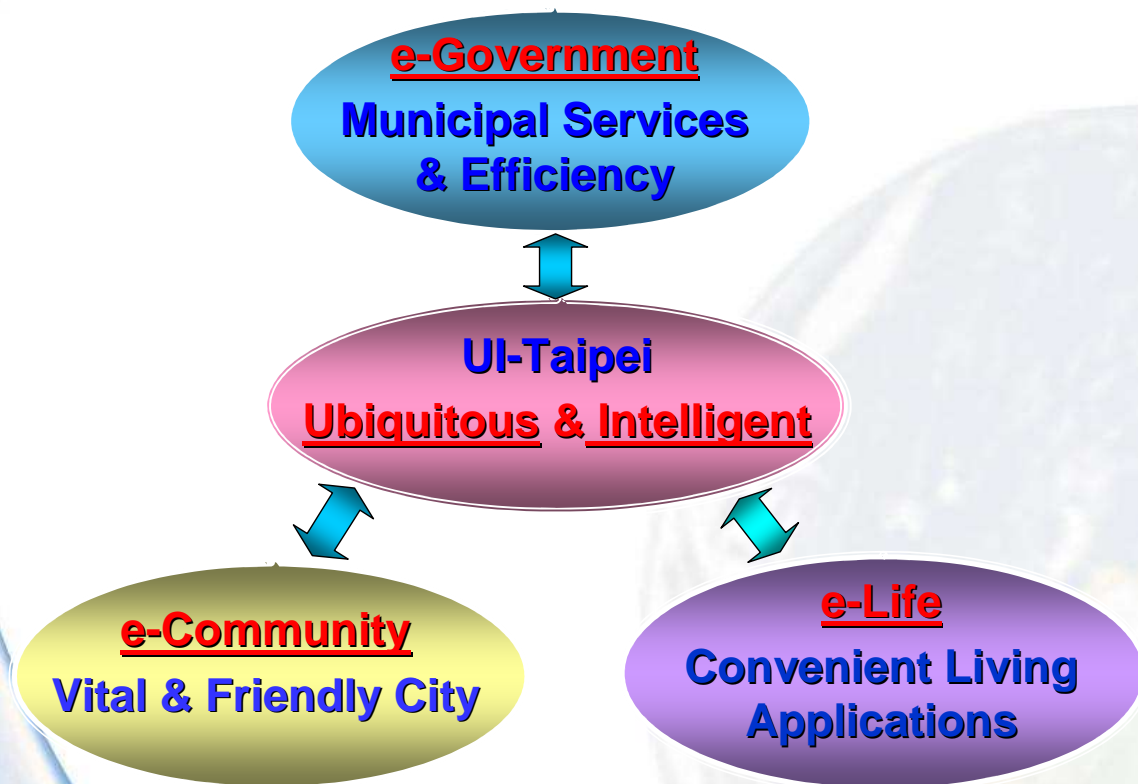 e-Government
Municipal Services
& Efficiency
UI-Taipei
Ubiquitous & Intelligent
e-Community
Vital & Friendly City
e-Life
Convenient Living
Applications